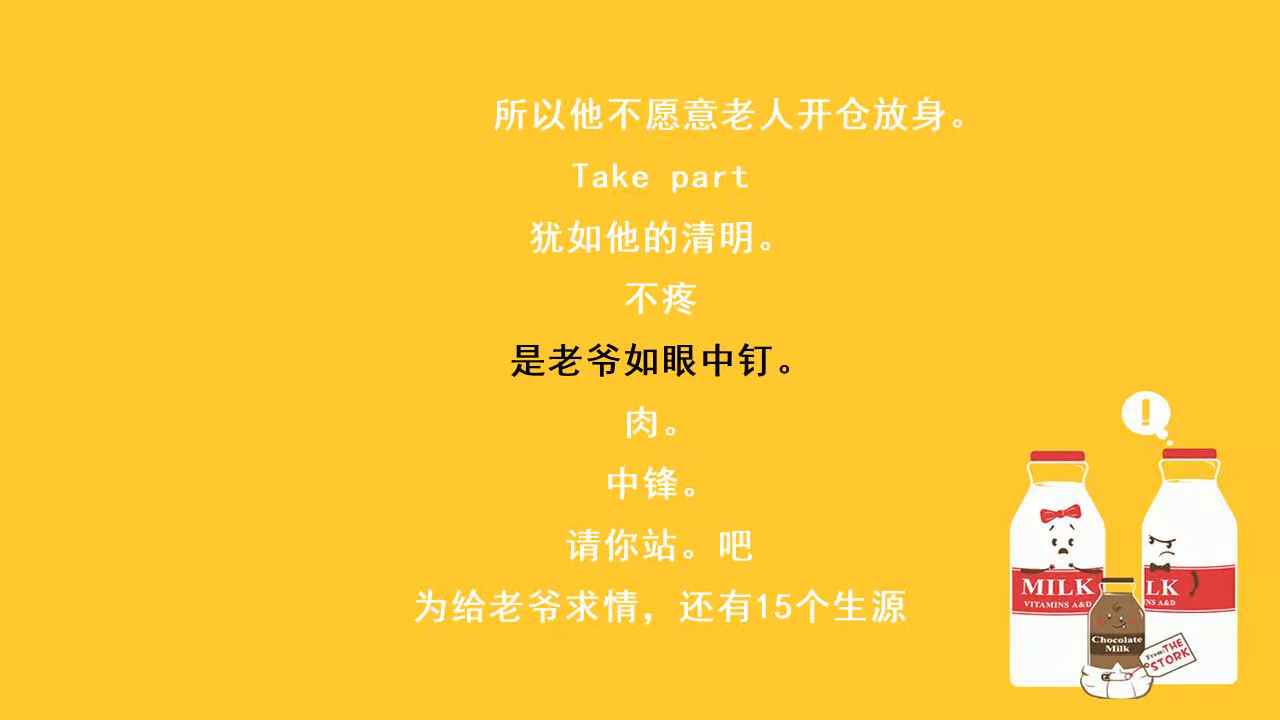 所以他不愿意老人开仓放身。
Take part
犹如他的清明。
不疼
是老爷如眼中钉。
肉。
中锋。
请你站。吧
为给老爷求情，还有15个生源
!
MILK
VITAMINS A&D
LK
NS A&D
Chocolate
Milk
From: THE
STORK